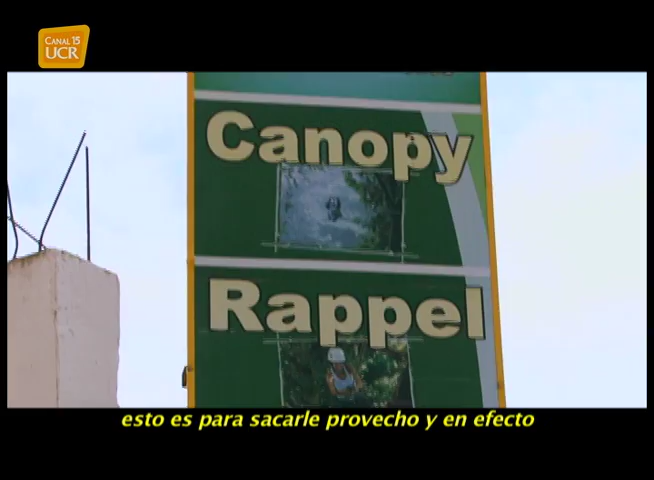 CANAL 15
UCR
Canopy
Rappel
esto es para sacarle provecho y en efecto